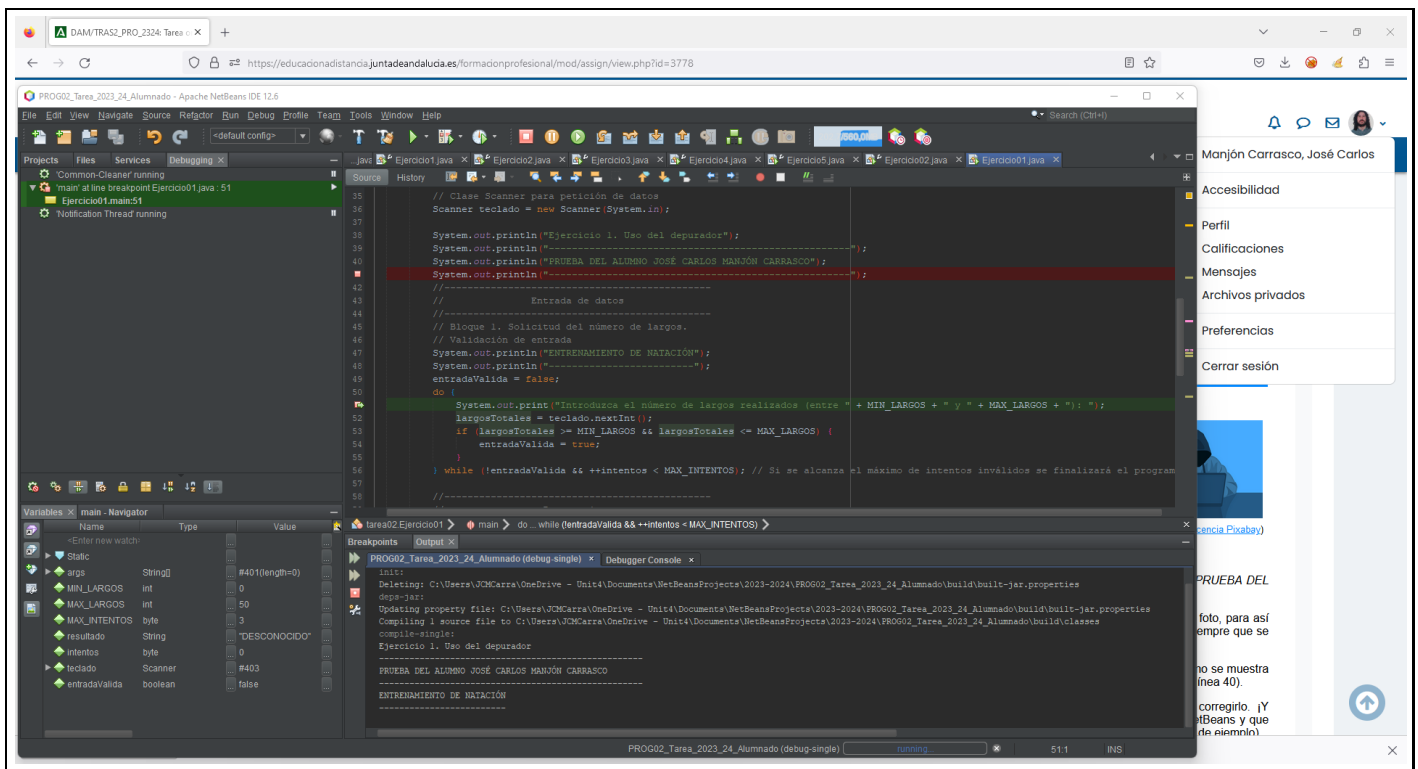 DAM/TRAS2_PRO_2324: Tarea o
https://educacionadistancia.juntadeandalucia.es/formacionprofesional/mod/assign/view.php?id=3778
PROG02_Tarea_2023_24_Alumnado - Apache NetBeans IDE 12.6
File Edit View Navigate Source Refactor Run Debug Profile Team Tools Window Help
Search (Ctrl+I)
<default config>
Projects Files Services Debugging
...java Ejercicio1.java Ejercicio2.java Ejercicio3.java Ejercicio4.java Ejercicio5.java Ejercicio02.java Ejercicio01.java
Source History
'Common-Cleaner' running
'main' at line breakpoint Ejercicio01.java : 51
Ejercicio01.main:51
'Notification Thread' running
35 // Clase Scanner para petición de datos
36 Scanner teclado = new Scanner(System.in);
37
38 System.out.println("Ejercicio 1. Uso del depurador");
39 System.out.println("----------------------------------------------------");
40 System.out.println("PRUEBA DEL ALUMNO JOSÉ CARLOS MANJÓN CARRASCO");
System.out.println("----------------------------------------------------");
42 //----------------------------------------------
43 // Entrada de datos
44 //----------------------------------------------
45 // Bloque 1. Solicitud del número de largos.
46 // Validación de entrada
47 System.out.println("ENTRENAMIENTO DE NATACIÓN");
48 System.out.println("-------------------------");
49 entradaValida = false;
50 do {
System.out.print("Introduzca el número de largos realizados (entre " + MIN_LARGOS + " y " + MAX_LARGOS + "): ");
52 largosTotales = teclado.nextInt();
53 if (largosTotales >= MIN_LARGOS && largosTotales <= MAX_LARGOS) {
54 entradaValida = true;
55 }
56 } while (!entradaValida && ++intentos < MAX_INTENTOS); // Si se alcanza el máximo de intentos inválidos se finalizará el program
57
58 //----------------------------------------------
tarea02.Ejercicio01 main do ... while (!entradaValida && ++intentos < MAX_INTENTOS)
Variables main - Navigator
Name Type Value
<Enter new watch>
Static
args String[] #401(length=0)
MIN_LARGOS int 0
MAX_LARGOS int 50
MAX_INTENTOS byte 3
resultado String "DESCONOCIDO"
intentos byte 0
teclado Scanner #403
entradaValida boolean false
Breakpoints Output
PROG02_Tarea_2023_24_Alumnado (debug-single) Debugger Console
init:
Deleting: C:\Users\JCMCarra\OneDrive - Unit4\Documents\NetBeansProjects\2023-2024\PROG02_Tarea_2023_24_Alumnado\build\built-jar.properties
deps-jar:
Updating property file: C:\Users\JCMCarra\OneDrive - Unit4\Documents\NetBeansProjects\2023-2024\PROG02_Tarea_2023_24_Alumnado\build\built-jar.properties
Compiling 1 source file to C:\Users\JCMCarra\OneDrive - Unit4\Documents\NetBeansProjects\2023-2024\PROG02_Tarea_2023_24_Alumnado\build\classes
compile-single:
Ejercicio 1. Uso del depurador
----------------------------------------------------
PRUEBA DEL ALUMNO JOSÉ CARLOS MANJÓN CARRASCO
----------------------------------------------------
ENTRENAMIENTO DE NATACIÓN
-------------------------
PROG02_Tarea_2023_24_Alumnado (debug-single) running... 51:1 INS
Manjón Carrasco, José Carlos
Accesibilidad
Perfil
Calificaciones
Mensajes
Archivos privados
Preferencias
Cerrar sesión
cencia Pixabay)
PRUEBA DEL
foto, para así
empre que se
no se muestra
ínea 40).
corregirlo. ¡Y
etBeans y que
de ejemplo)